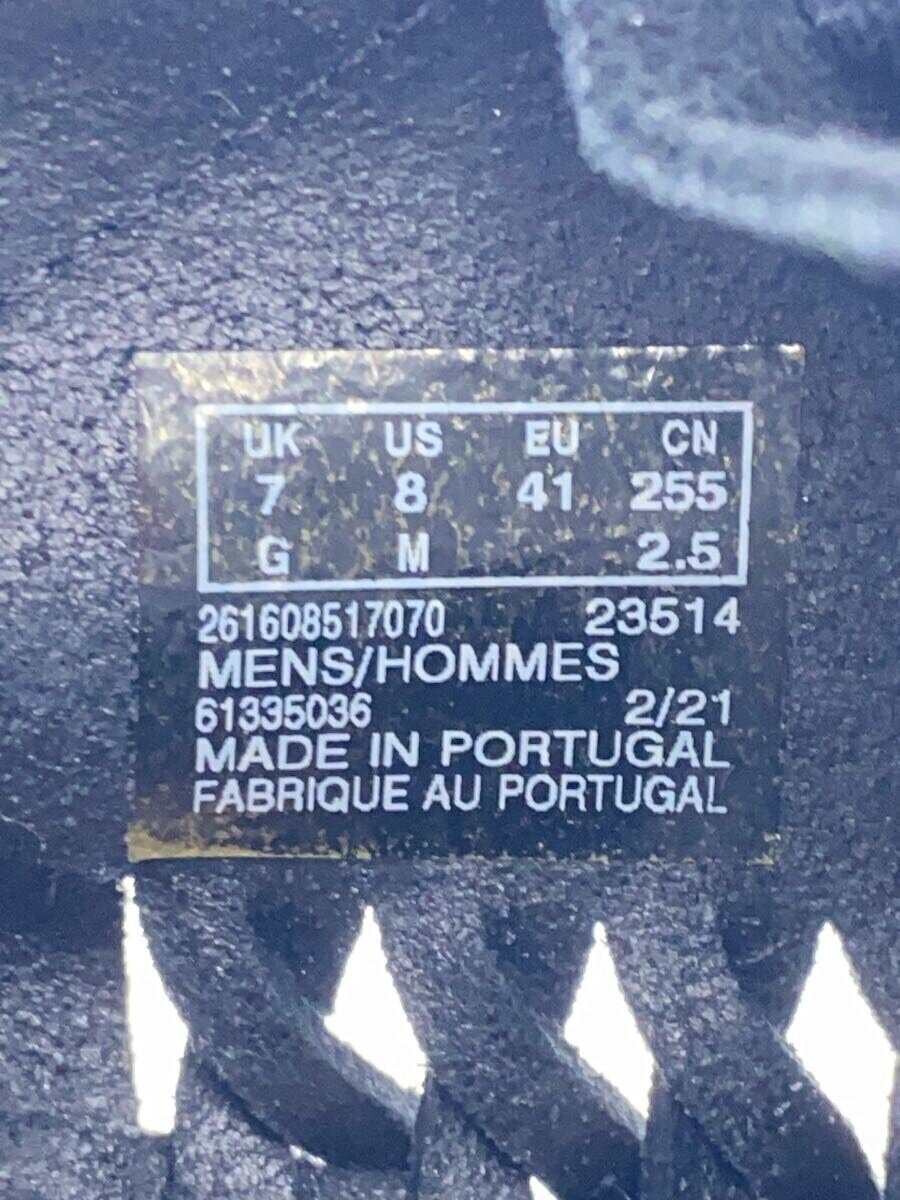 UK US EU CN
7 8 41 255
G M 2.5
261608517070 23514
MENS/HOMMES
61335036 2/21
MADE IN PORTUGAL
FABRIQUE AU PORTUGAL